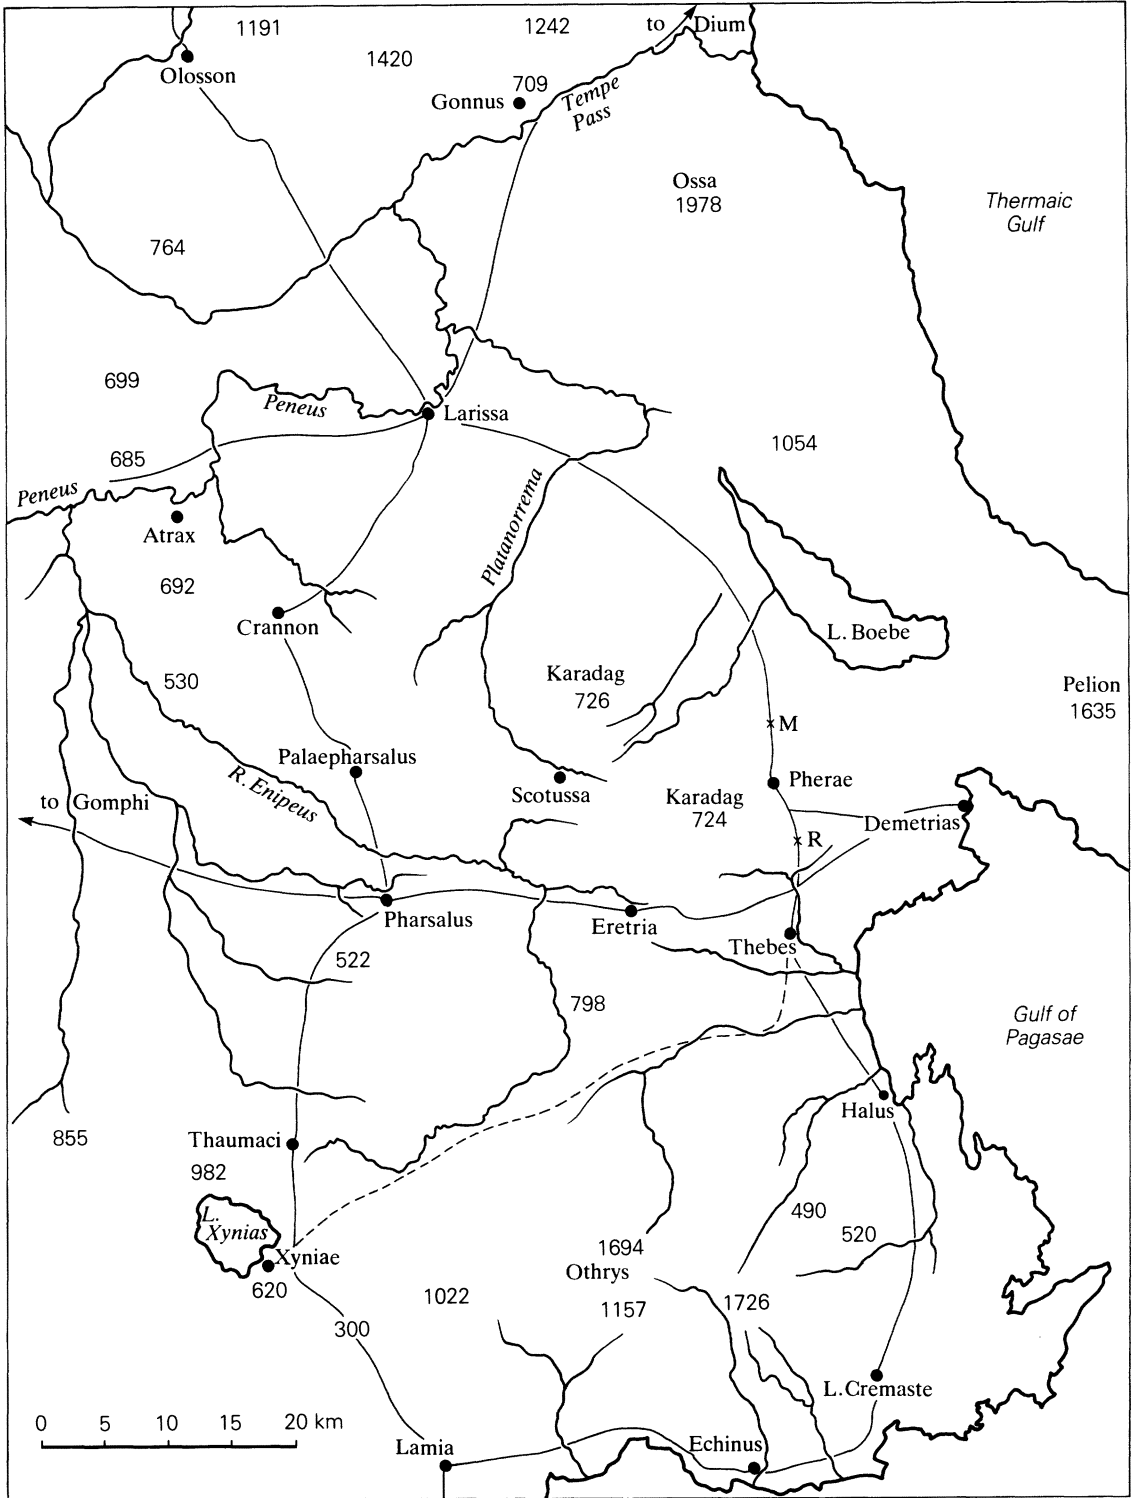 1191
1242
to Dium
1420
Olosson
709
Gonnus
Tempe
Pass
Ossa
1978
Thermaic
Gulf
764
699
Peneus
Larissa
1054
685
Peneus
Platanorrema
Atrax
692
Crannon
L. Boebe
530
Karadag
726
Pelion
1635
M
Palaepharsalus
R. Enipeus
Pherae
Scotussa
Karadag
724
to Gomphi
Demetrias
R
Pharsalus
Eretria
Thebes
522
798
Gulf of
Pagasae
Halus
855
Thaumaci
982
L.
Xynias
490
520
Xyniae
1694
Othrys
620
1022
1157
1726
300
L. Cremaste
0 5 10 15 20 km
Lamia
Echinus